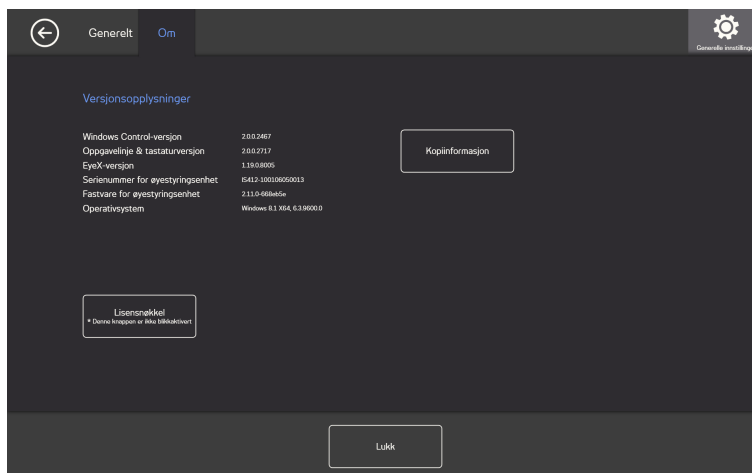 Generelt
Om
Generelle innstillinge
Versjonsopplysninger
Windows Control-versjon 2.0.0.2467
Oppgavelinje & tastaturversjon 2.0.0.2717
EyeX-versjon 1.19.0.8005
Serienummer for øyestyringsenhet IS412-100106050013
Fastvare for øyestyringsenhet 2.11.0-668eb5e
Operativsystem Windows 8.1 X64, 6.3.9600.0
Kopiinformasjon
Lisensnøkkel
* Denne knappen er ikke blikkaktivert
Lukk